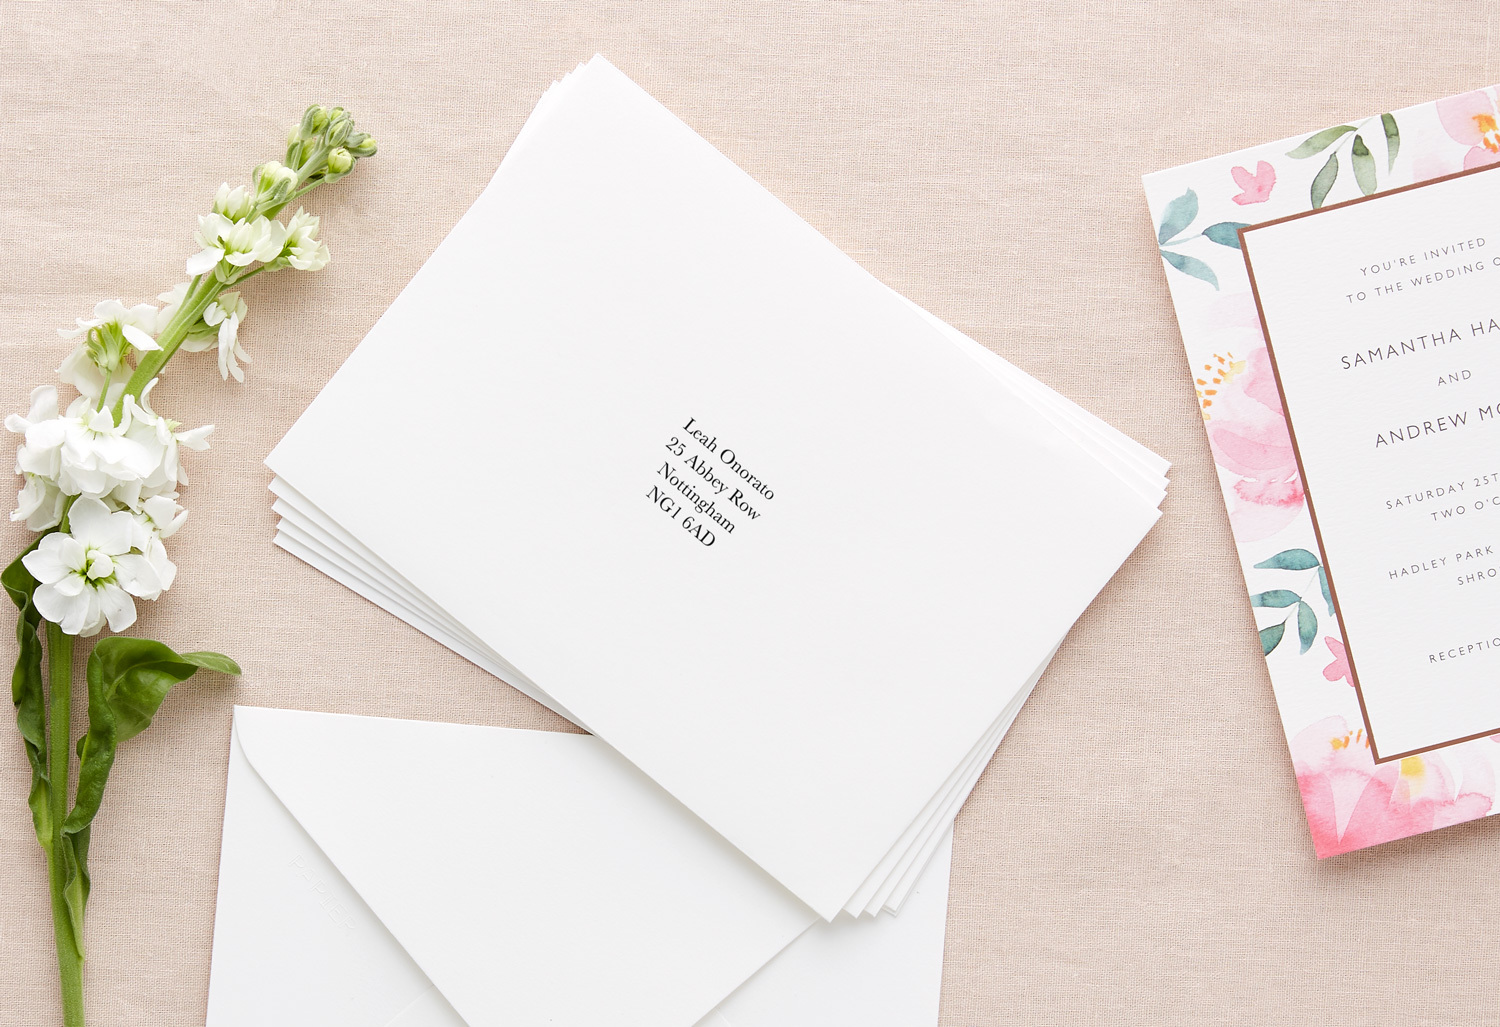 Leah Onorato
25 Abbey Row
Nottingham
NG1 6AD
YOU'RE INVITED
TO THE WEDDING O
SAMANTHA HA
AND
ANDREW MO
SATURDAY 25T
TWO O'C
HADLEY PARK
SHRO
RECEPTIO